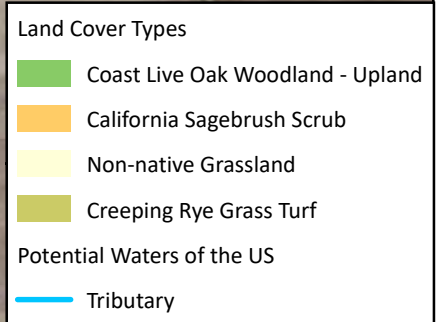 Land Cover Types
Coast Live Oak Woodland - Upland
California Sagebrush Scrub
Non-native Grassland
Creeping Rye Grass Turf
Potential Waters of the US
Tributary